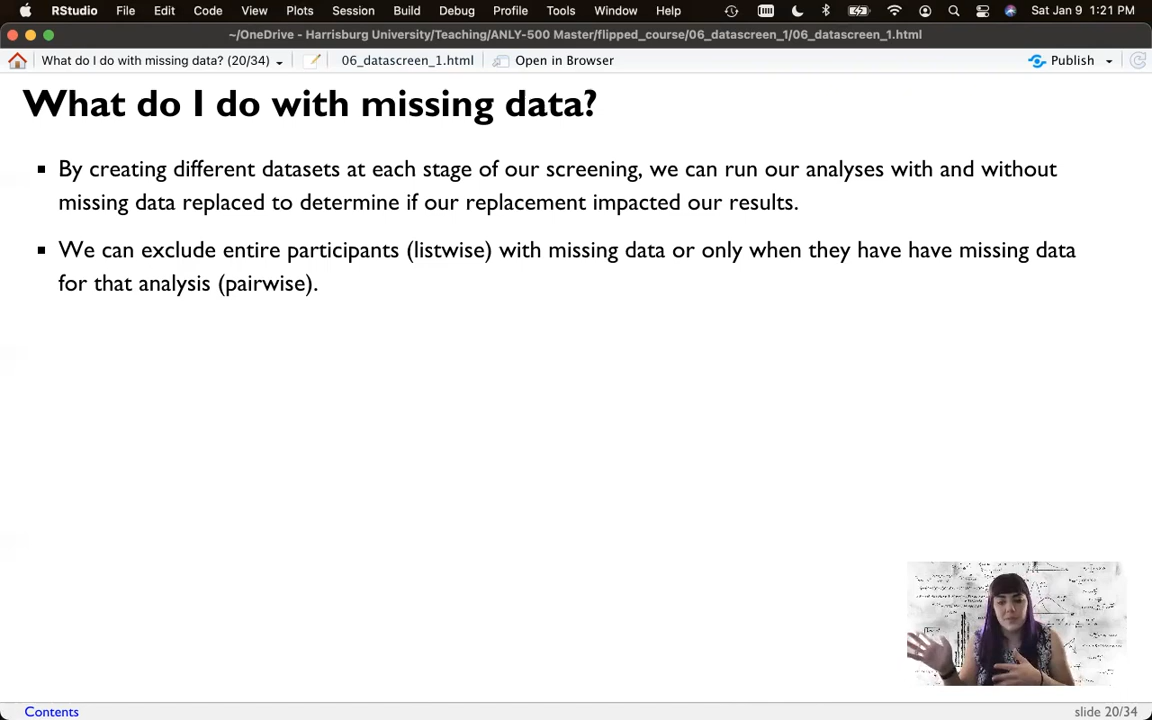 RStudio File Edit Code View Plots Session Build Debug Profile Tools Window Help Sat Jan 9 1:21 PM
~/OneDrive - Harrisburg University/Teaching/ANLY-500 Master/flipped_course/06_datascreen_1/06_datascreen_1.html
What do I do with missing data? (20/34) 06_datascreen_1.html Open in Browser Publish
What do I do with missing data?
▪ By creating different datasets at each stage of our screening, we can run our analyses with and without
missing data replaced to determine if our replacement impacted our results.
▪ We can exclude entire participants (listwise) with missing data or only when they have have missing data
for that analysis (pairwise).
Contents slide 20/34